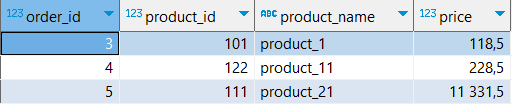 123 order_id 123 product_id ABC product_name 123 price
3 101 product_1 118,5
4 122 product_11 228,5
5 111 product_21 11 331,5